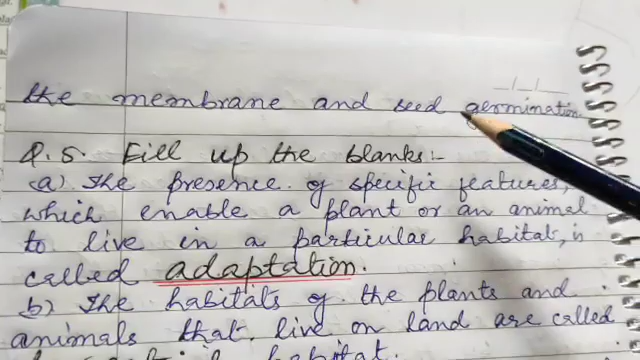 the membrane and seed germination.
Q.5. Fill up the blanks:-
(a) The presence of specific features,
which enable a plant or an animal
to live in a particular habitat, is
called adaptation.
b) The habitats of the plants and
animals that live on land are called
habitat.